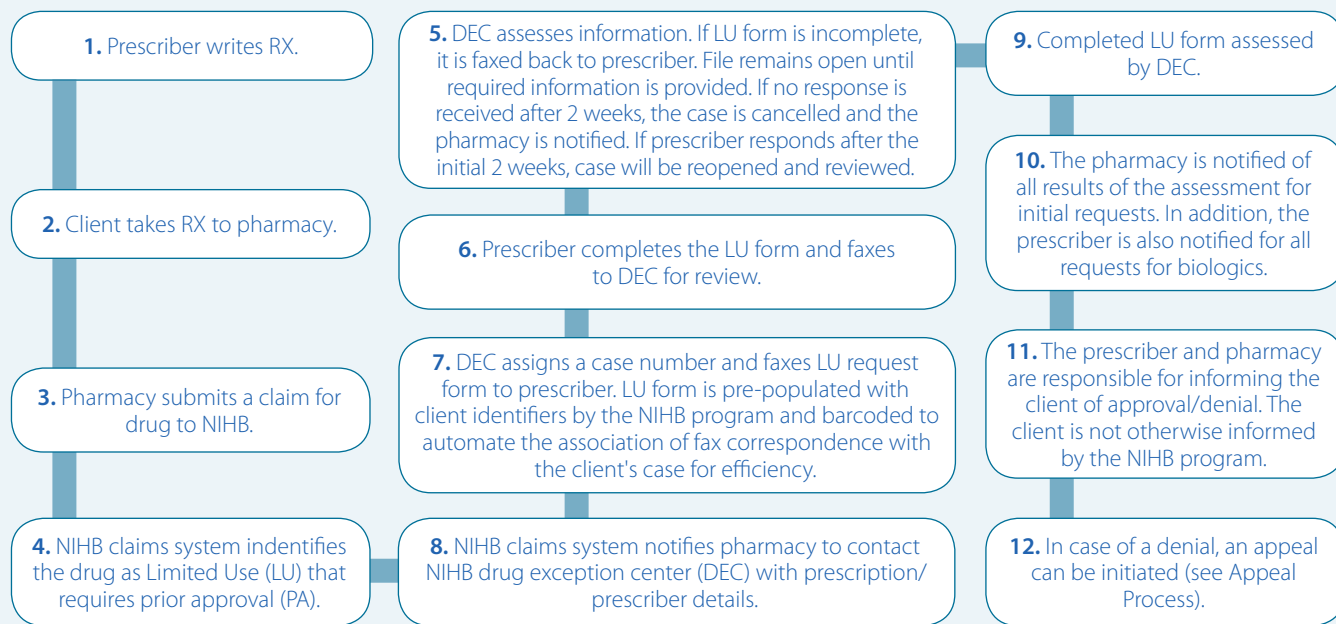 1. Prescriber writes RX.
2. Client takes RX to pharmacy.
3. Pharmacy submits a claim for
drug to NIHB.
4. NIHB claims system indentifies
the drug as Limited Use (LU) that
requires prior approval (PA).
5. DEC assesses information. If LU form is incomplete,
it is faxed back to prescriber. File remains open until
required information is provided. If no response is
received after 2 weeks, the case is cancelled and the
pharmacy is notified. If prescriber responds after the
initial 2 weeks, case will be reopened and reviewed.
6. Prescriber completes the LU form and faxes
to DEC for review.
7. DEC assigns a case number and faxes LU request
form to prescriber. LU form is pre-populated with
client identifiers by the NIHB program and barcoded to
automate the association of fax correspondence with
the client's case for efficiency.
8. NIHB claims system notifies pharmacy to contact
NIHB drug exception center (DEC) with prescription/
prescriber details.
9. Completed LU form assessed
by DEC.
10. The pharmacy is notified of
all results of the assessment for
initial requests. In addition, the
prescriber is also notified for all
requests for biologics.
11. The prescriber and pharmacy
are responsible for informing the
client of approval/denial. The
client is not otherwise informed
by the NIHB program.
12. In case of a denial, an appeal
can be initiated (see Appeal
Process).